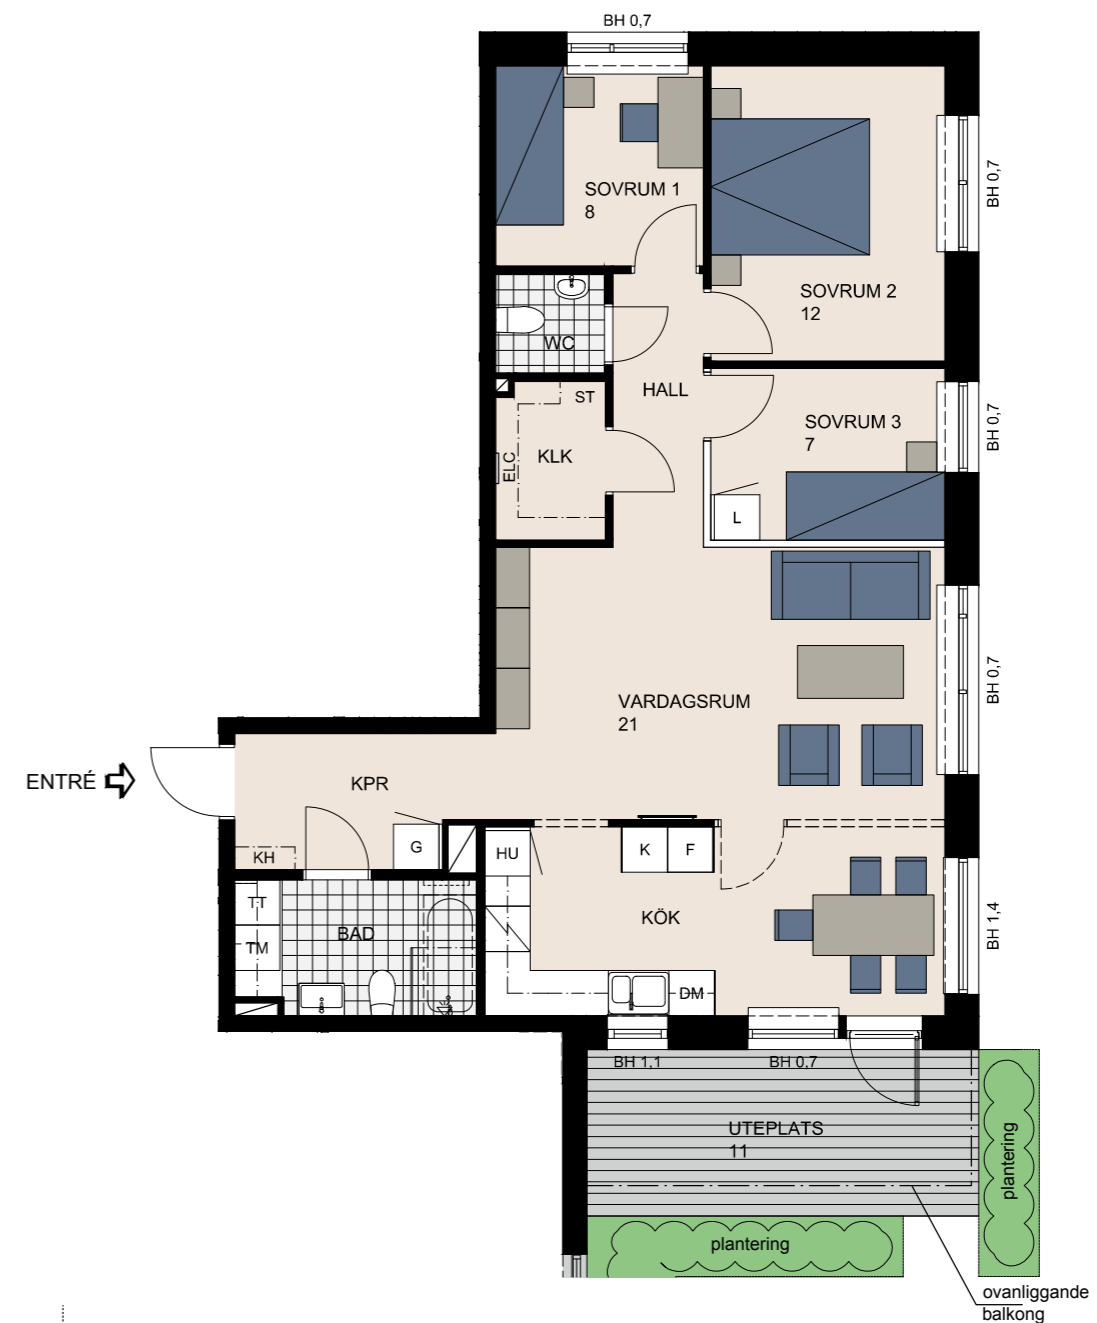 BH 0,7
SOVRUM 1
8
BH 0,7
SOVRUM 2
12
WC
HALL
ST
KLK
ELC
SOVRUM 3
7
BH 0,7
L
VARDAGSRUM
21
BH 0,7
ENTRÉ
KPR
KH
G
HU
K
F
TT
TM
BAD
KÖK
BH 1,4
DM
BH 1,1
BH 0,7
UTEPLATS
11
plantering
plantering
ovanliggande
balkong